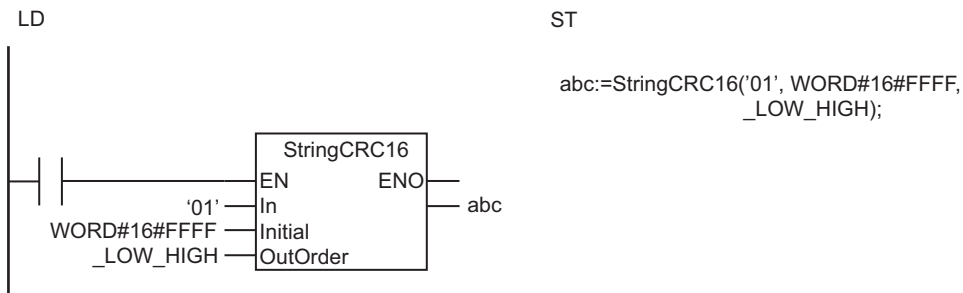 LD
StringCRC16
EN ENO
‘01’ In abc
WORD#16#FFFF Initial
_LOW_HIGH OutOrder
ST
abc:=StringCRC16(’01’, WORD#16#FFFF,
_LOW_HIGH);